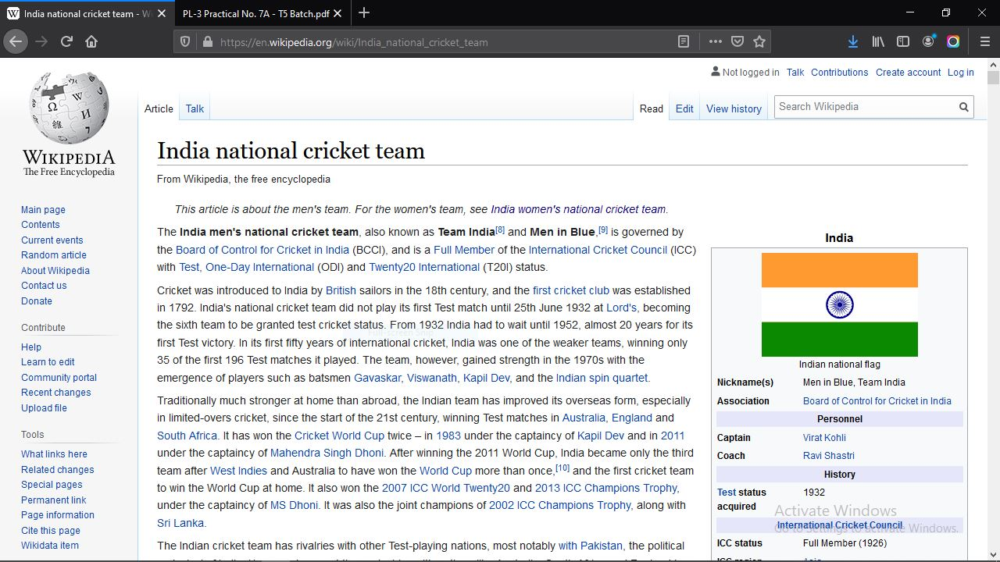 India national cricket team - Wi
PL-3 Practical No. 7A - T5 Batch.pdf
https://en.wikipedia.org/wiki/India_national_cricket_team
Not logged in Talk Contributions Create account Log in
Article Talk Read Edit View history Search Wikipedia
WIKIPEDIA
The Free Encyclopedia
Main page
Contents
Current events
Random article
About Wikipedia
Contact us
Donate
Contribute
Help
Learn to edit
Community portal
Recent changes
Upload file
Tools
What links here
Related changes
Special pages
Permanent link
Page information
Cite this page
Wikidata item
India national cricket team
From Wikipedia, the free encyclopedia
This article is about the men's team. For the women's team, see India women's national cricket team.
The India men's national cricket team, also known as Team India[8] and Men in Blue,[9] is governed by
the Board of Control for Cricket in India (BCCI), and is a Full Member of the International Cricket Council (ICC)
with Test, One-Day International (ODI) and Twenty20 International (T20I) status.
Cricket was introduced to India by British sailors in the 18th century, and the first cricket club was established
in 1792. India's national cricket team did not play its first Test match until 25th June 1932 at Lord's, becoming
the sixth team to be granted test cricket status. From 1932 India had to wait until 1952, almost 20 years for its
first Test victory. In its first fifty years of international cricket, India was one of the weaker teams, winning only
35 of the first 196 Test matches it played. The team, however, gained strength in the 1970s with the
emergence of players such as batsmen Gavaskar, Viswanath, Kapil Dev, and the Indian spin quartet.
Traditionally much stronger at home than abroad, the Indian team has improved its overseas form, especially
in limited-overs cricket, since the start of the 21st century, winning Test matches in Australia, England and
South Africa. It has won the Cricket World Cup twice – in 1983 under the captaincy of Kapil Dev and in 2011
under the captaincy of Mahendra Singh Dhoni. After winning the 2011 World Cup, India became only the third
team after West Indies and Australia to have won the World Cup more than once,[10] and the first cricket team
to win the World Cup at home. It also won the 2007 ICC World Twenty20 and 2013 ICC Champions Trophy,
under the captaincy of MS Dhoni. It was also the joint champions of 2002 ICC Champions Trophy, along with
Sri Lanka.
The Indian cricket team has rivalries with other Test-playing nations, most notably with Pakistan, the political
India
Indian national flag
Nickname(s) Men in Blue, Team India
Association Board of Control for Cricket in India
Personnel
Captain Virat Kohli
Coach Ravi Shastri
History
Test status 1932
acquired
International Cricket Council
ICC status Full Member (1926)
ICC region Asia
Activate Windows
Go to Settings to activate Windows.